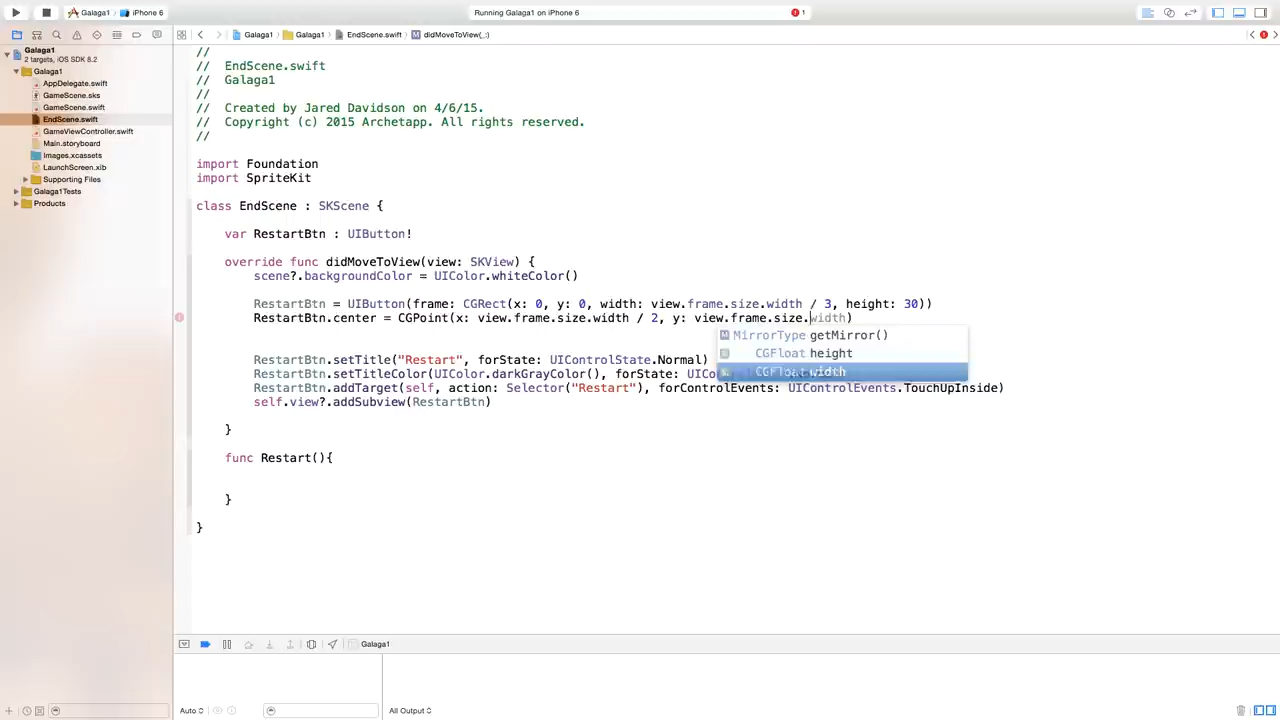 Galaga1 iPhone 6
Running Galaga1 on iPhone 6
1
Galaga1 Galaga1 EndScene.swift M didMoveToView(_:)
Galaga1
2 targets, iOS SDK 8.2
Galaga1
AppDelegate.swift
GameScene.sks
GameScene.swift
EndScene.swift
GameViewController.swift
Main.storyboard
Images.xcassets
LaunchScreen.xib
Supporting Files
Galaga1Tests
Products
//
// EndScene.swift
// Galaga1
//
// Created by Jared Davidson on 4/6/15.
// Copyright (c) 2015 Archetapp. All rights reserved.
//
import Foundation
import SpriteKit
class EndScene : SKScene {
var RestartBtn : UIButton!
override func didMoveToView(view: SKView) {
scene?.backgroundColor = UIColor.whiteColor()
RestartBtn = UIButton(frame: CGRect(x: 0, y: 0, width: view.frame.size.width / 3, height: 30))
RestartBtn.center = CGPoint(x: view.frame.size.width / 2, y: view.frame.size.width)
M MirrorType getMirror()
CGFloat height
CGFloat width
RestartBtn.setTitle("Restart", forState: UIControlState.Normal)
RestartBtn.setTitleColor(UIColor.darkGrayColor(), forState:
RestartBtn.addTarget(self, action: Selector("Restart"), forControlEvents: UIControlEvents.TouchUpInside)
self.view?.addSubview(RestartBtn)
}
func Restart(){
}
}
Galaga1
Auto
All Output